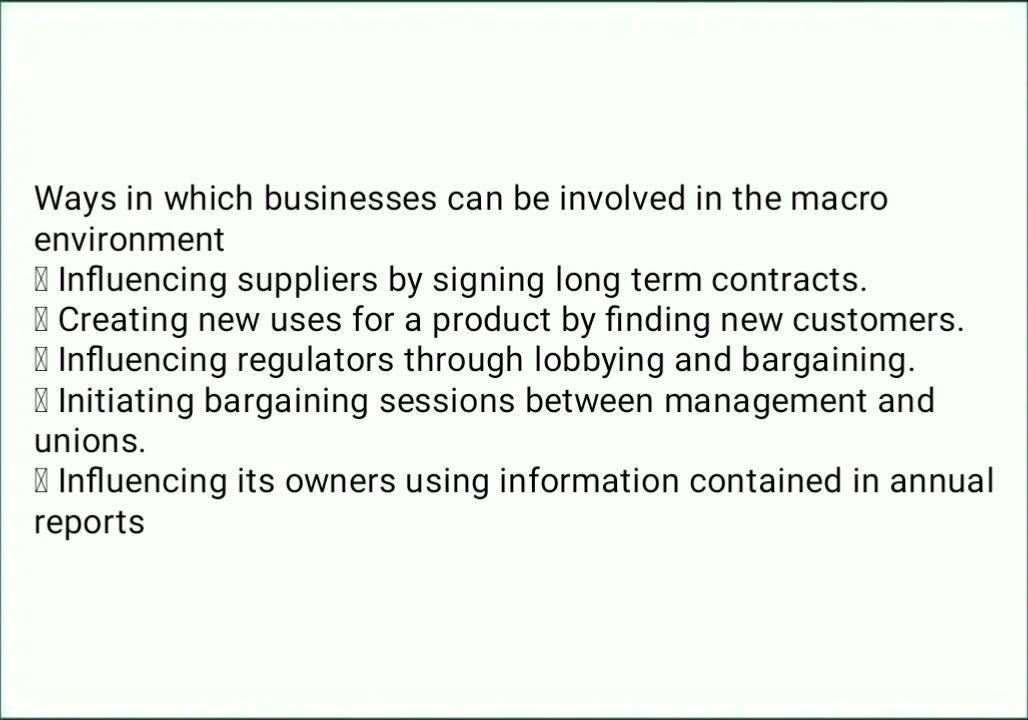 Ways in which businesses can be involved in the macro
environment
 Influencing suppliers by signing long term contracts.
 Creating new uses for a product by finding new customers.
 Influencing regulators through lobbying and bargaining.
 Initiating bargaining sessions between management and
unions.
 Influencing its owners using information contained in annual
reports